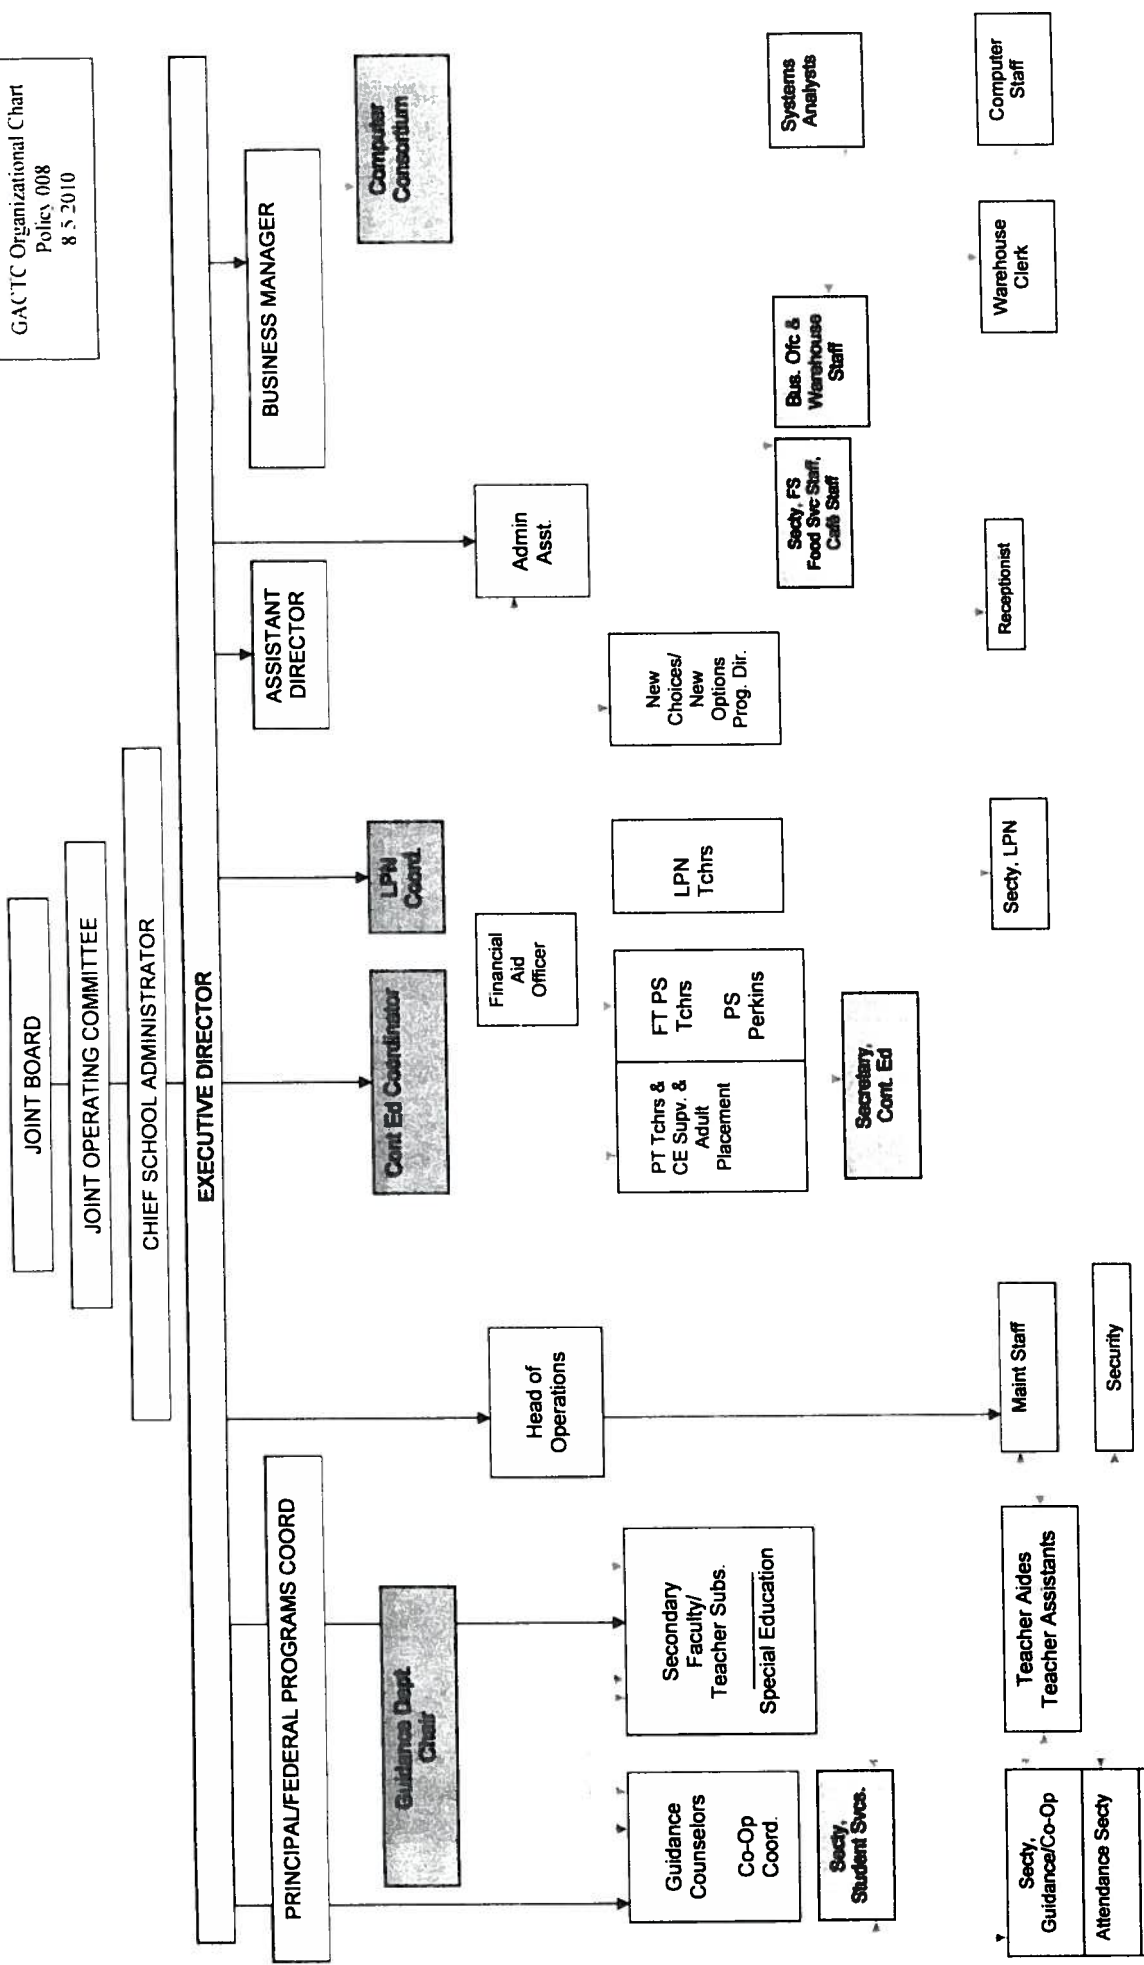 GACTC Organizational Chart
Policy 008
8 5 2010
JOINT BOARD
JOINT OPERATING COMMITTEE
CHIEF SCHOOL ADMINISTRATOR
EXECUTIVE DIRECTOR
PRINCIPAL/FEDERAL PROGRAMS COORD
ASSISTANT
DIRECTOR
BUSINESS MANAGER
Guidance Dept.
Chair
Cont Ed Coordinator
LPN
Coord.
Computer
Consortium
Head of
Operations
Financial
Aid
Officer
Admin
Asst.
Guidance
Counselors
Co-Op
Coord.
Secondary
Faculty/
Teacher Subs.
Special Education
PT Tchrs &
CE Supv. &
Adult
Placement
FT PS
Tchrs
PS
Perkins
LPN
Tchrs
New
Choices/
New
Options
Prog. Dir.
Secty, FS
Food Svc Staff,
Café Staff
Bus. Ofc &
Warehouse
Staff
Systems
Analysts
Secty,
Student Svcs.
Secretary,
Cont. Ed
Secty,
Guidance/Co-Op
Attendance Secty
Teacher Aides
Teacher Assistants
Maint Staff
Security
Secty, LPN
Receptionist
Warehouse
Clerk
Computer
Staff